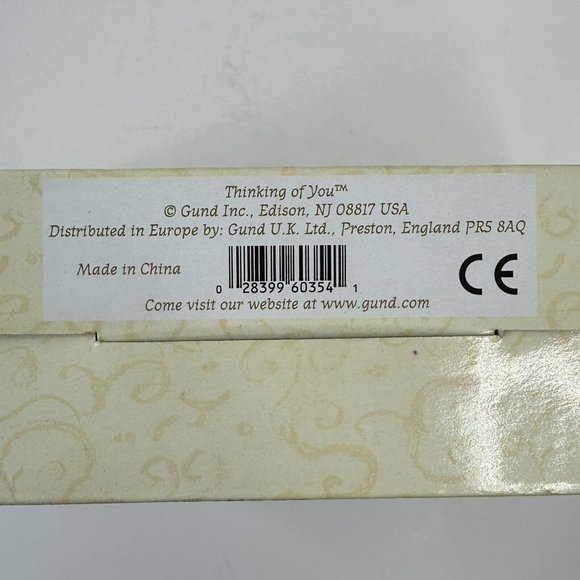 Thinking of You™
© Gund Inc., Edison, NJ 08817 USA
Distributed in Europe by: Gund U.K. Ltd., Preston, England PR5 8AQ
Made in China
0 28399 60354 1
CE
Come visit our website at www.gund.com